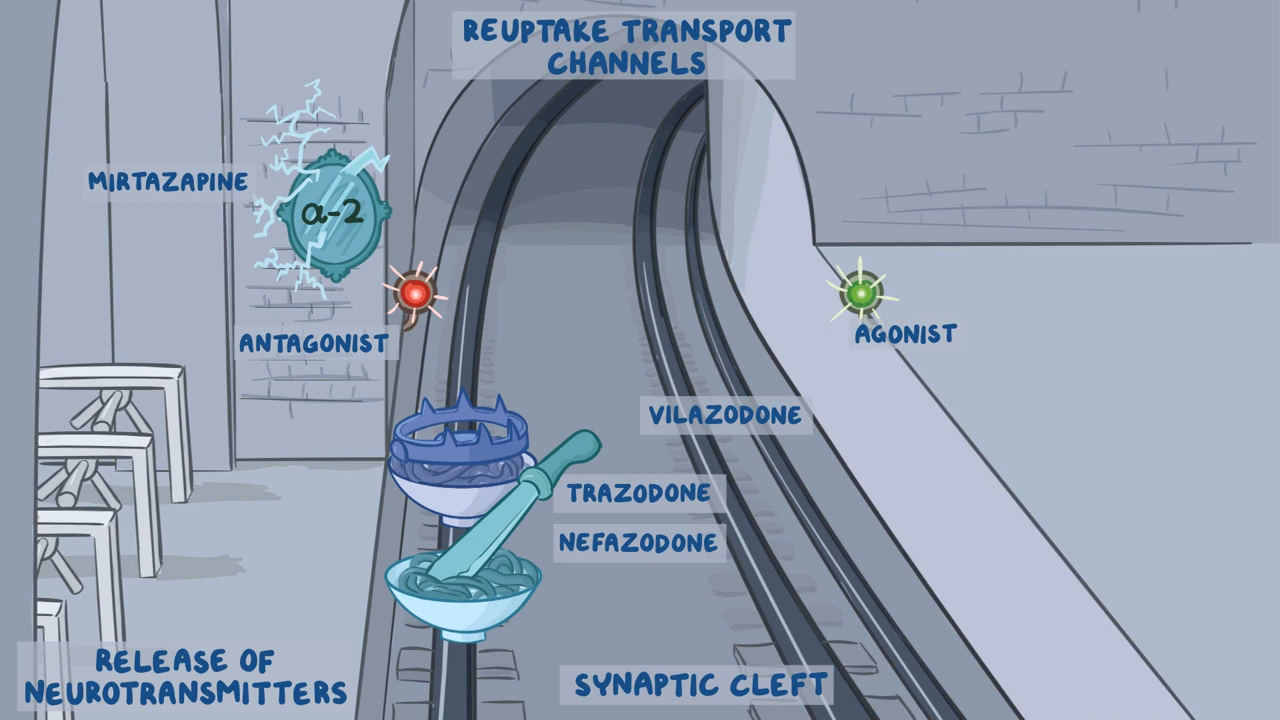 REUPTAKE TRANSPORT
CHANNELS
MIRTAZAPINE
α-2
ANTAGONIST
AGONIST
VILAZODONE
TRAZODONE
NEFAZODONE
RELEASE OF
NEUROTRANSMITTERS
SYNAPTIC CLEFT